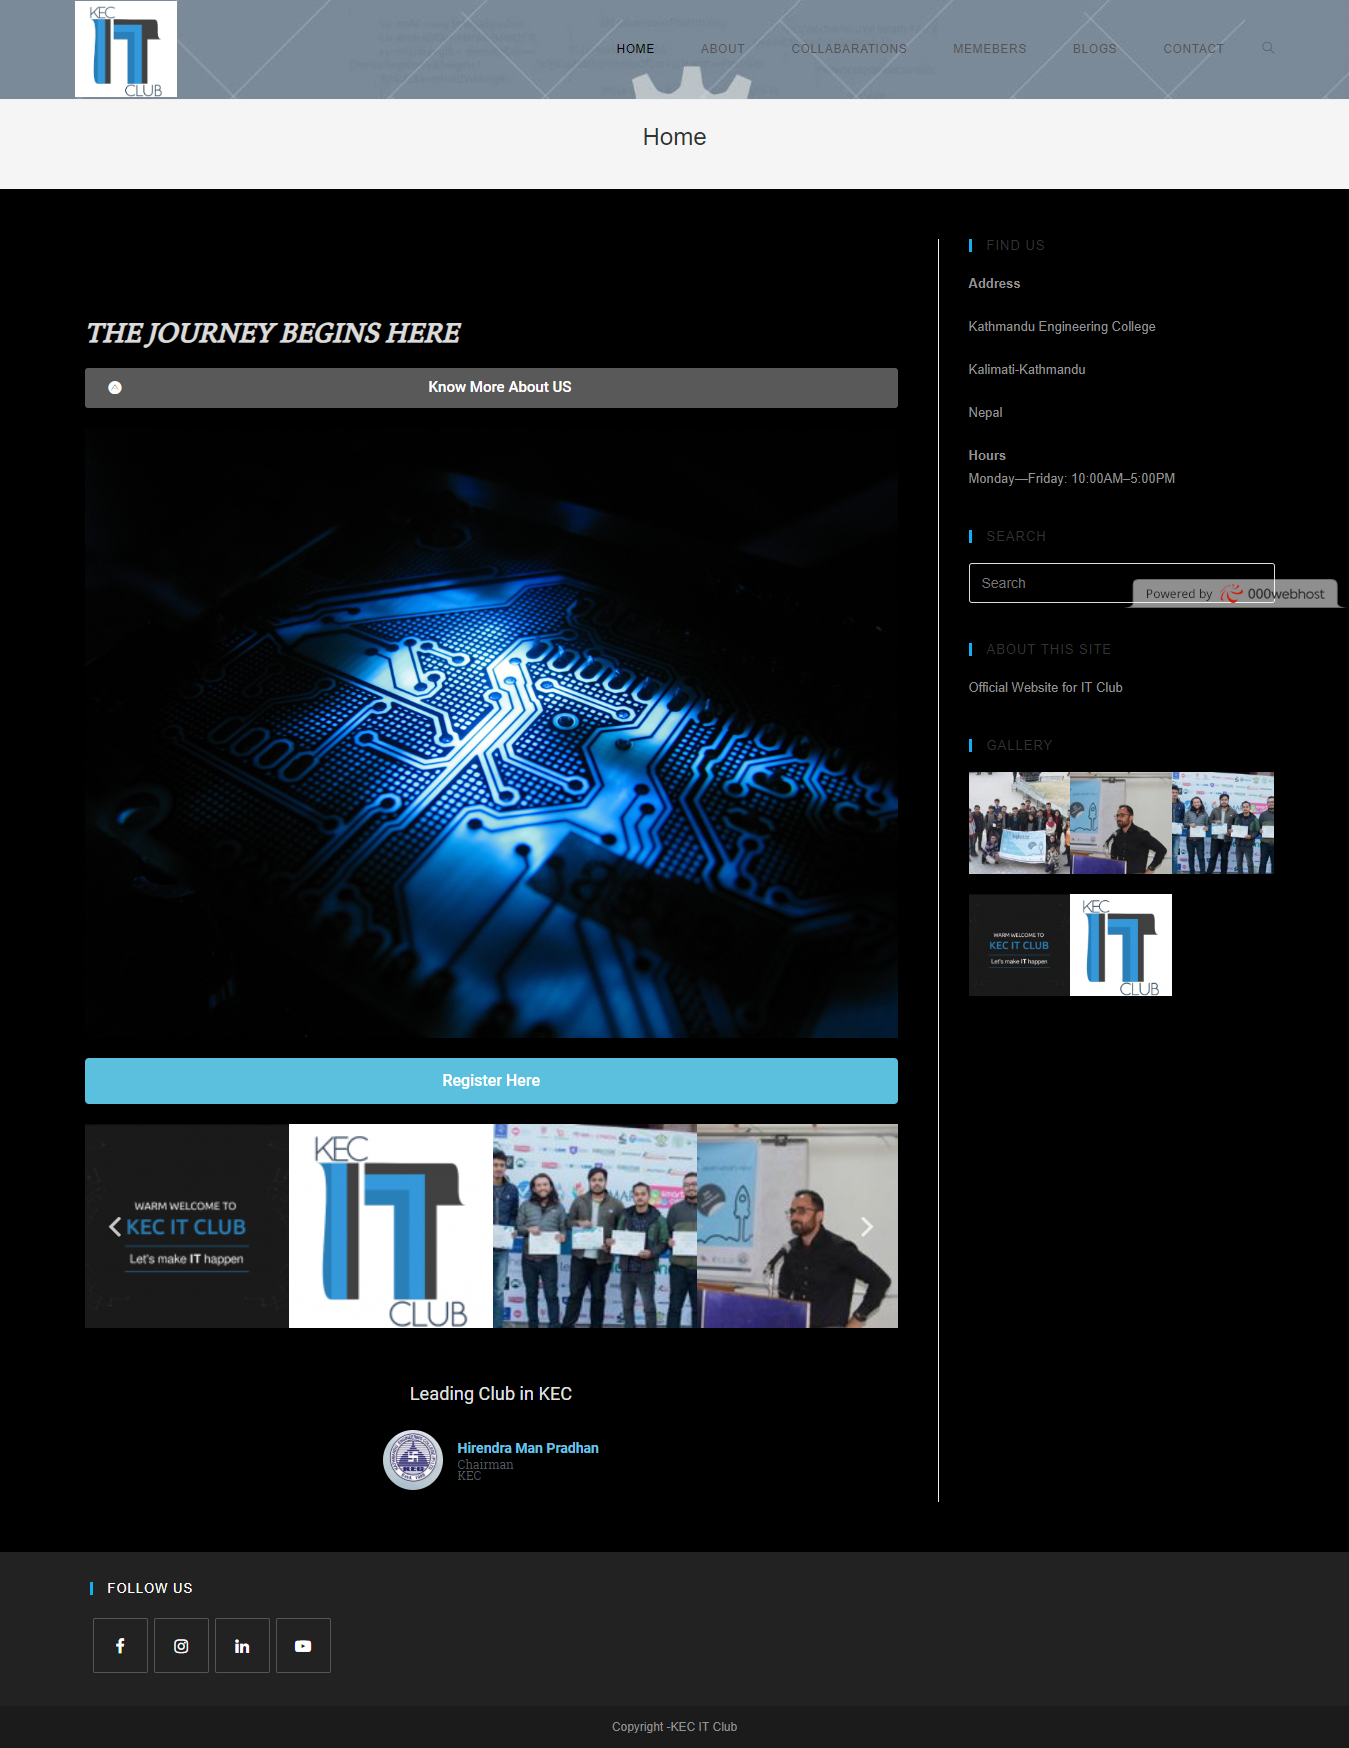 KEC
IT
CLUB
HOME
ABOUT
COLLABARATIONS
MEMEBERS
BLOGS
CONTACT
Home
THE JOURNEY BEGINS HERE
Know More About US
Register Here
WARM WELCOME TO
KEC IT CLUB
Let's make IT happen
KEC
IT
CLUB
Leading Club in KEC
Hirendra Man Pradhan
Chairman
KEC
FIND US
Address
Kathmandu Engineering College
Kalimati-Kathmandu
Nepal
Hours
Monday—Friday: 10:00AM–5:00PM
SEARCH
Search
Powered by 000webhost
ABOUT THIS SITE
Official Website for IT Club
GALLERY
WARM WELCOME TO
KEC IT CLUB
Let's make IT happen
KEC
IT
CLUB
FOLLOW US
Copyright -KEC IT Club